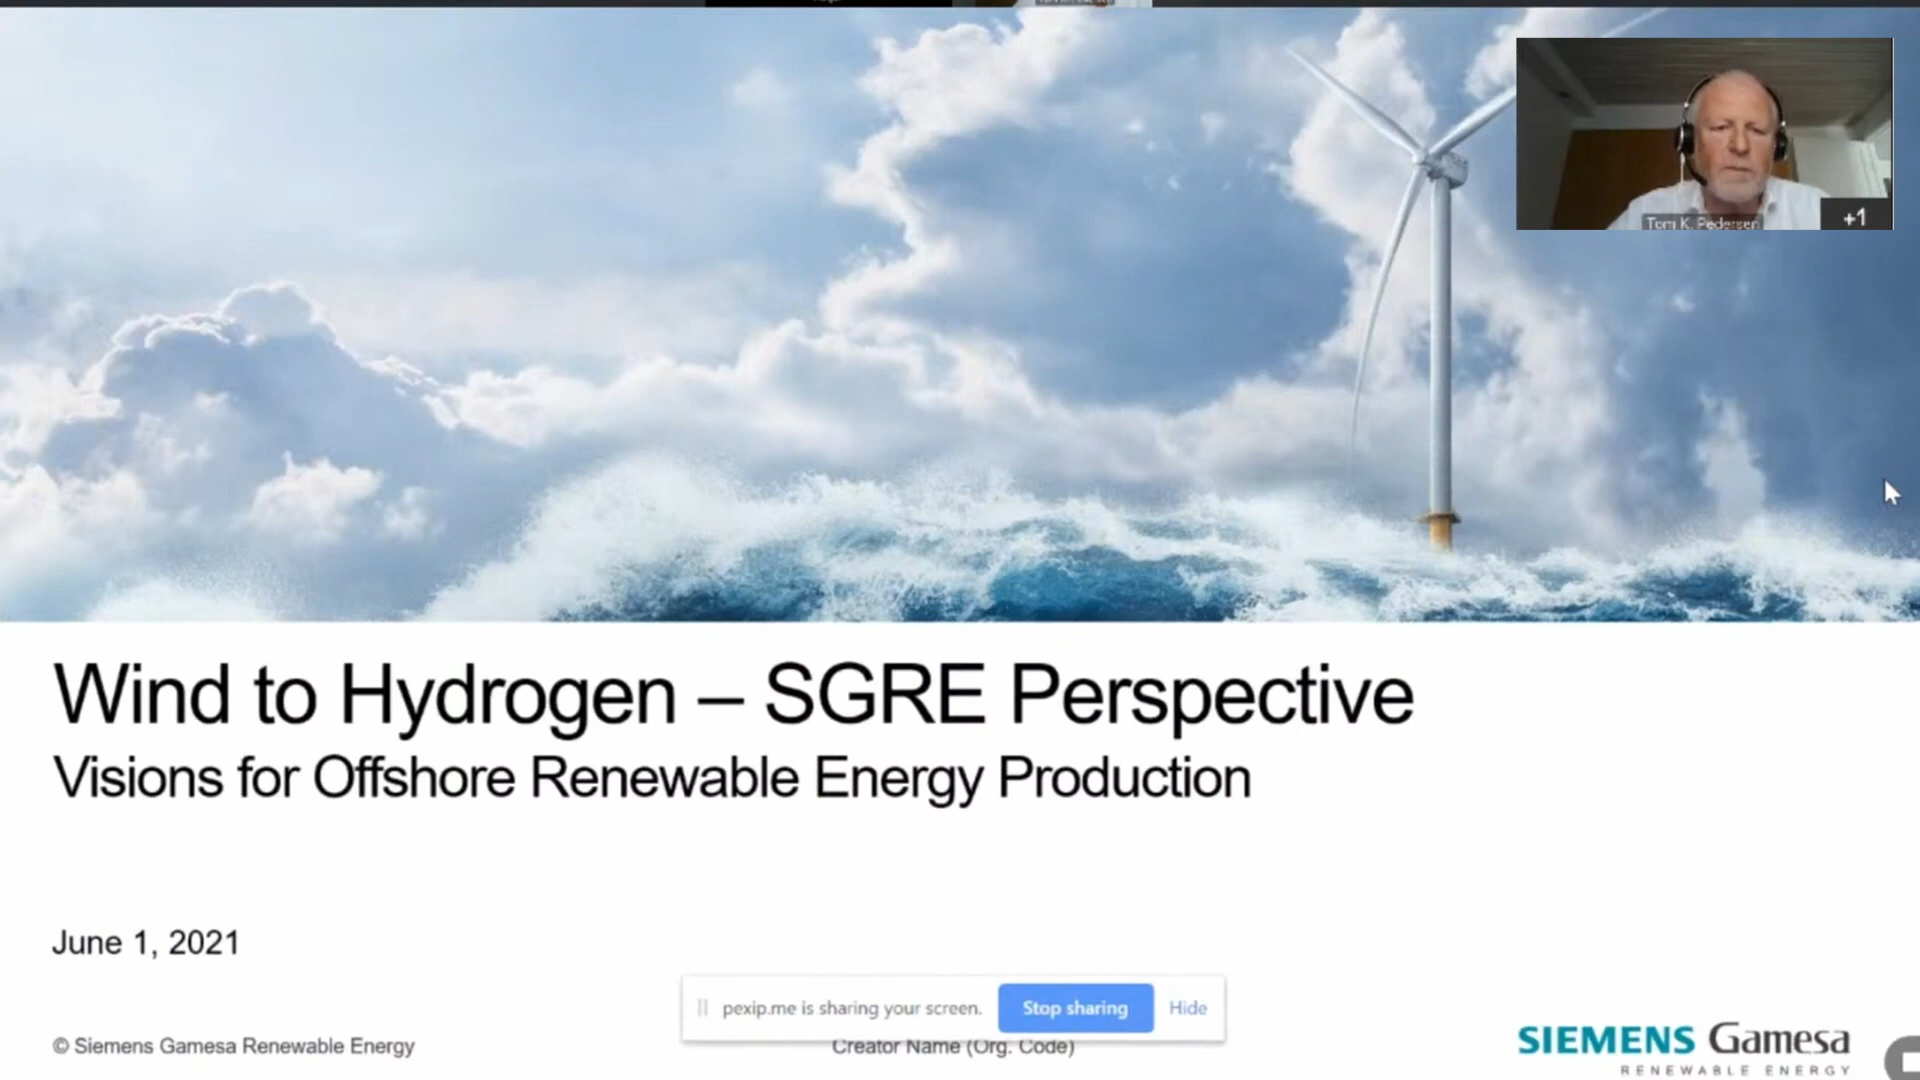 Tom K. Pedersen
+1
Wind to Hydrogen – SGRE Perspective
Visions for Offshore Renewable Energy Production
June 1, 2021
pexip.me is sharing your screen.
Stop sharing
Hide
© Siemens Gamesa Renewable Energy
Creator Name (Org. Code)
SIEMENS Gamesa
RENEWABLE ENERGY